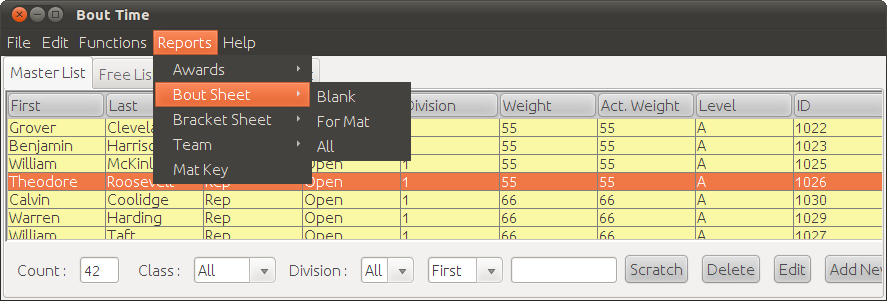 Bout Time
File Edit Functions Reports Help
Master List Free Lis
Awards
Bout Sheet
Bracket Sheet
Team
Mat Key
Blank
For Mat
All
First Last Division Weight Act. Weight Level ID
Grover Clevela 55 55 A 1022
Benjamin Harriso 55 55 A 1023
William McKinl Open 1 55 55 A 1025
Theodore Roosevelt Rep Open 1 55 55 A 1026
Calvin Coolidge Rep Open 1 66 66 A 1030
Warren Harding Rep Open 1 66 66 A 1029
William Taft Rep Open 1 66 66 A 1027
Count : 42 Class : All Division : All First Scratch Delete Edit Add New